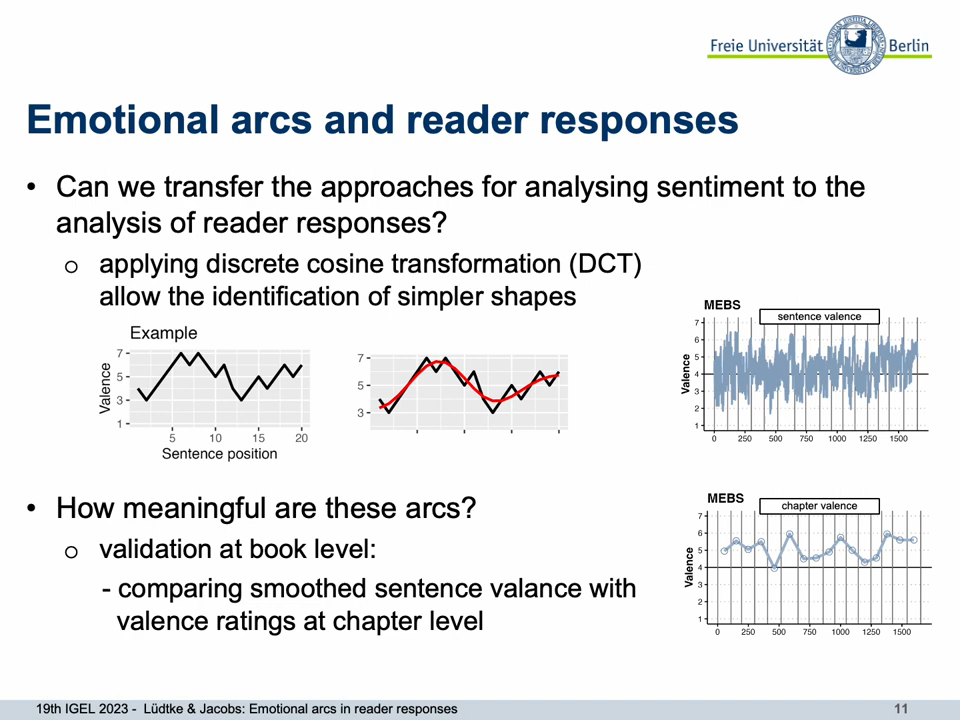 Freie Universität Berlin
Emotional arcs and reader responses
• Can we transfer the approaches for analysing sentiment to the
analysis of reader responses?
o applying discrete cosine transformation (DCT)
allow the identification of simpler shapes
Example
Valence
7
5
3
1
5 10 15 20
Sentence position
7
5
3
MEBS
sentence valence
Valence
7
6
5
4
3
2
1
0 250 500 750 1000 1250 1500
• How meaningful are these arcs?
o validation at book level:
- comparing smoothed sentence valance with
valence ratings at chapter level
MEBS
chapter valence
Valence
7
6
5
4
3
2
1
0 250 500 750 1000 1250 1500
19th IGEL 2023 - Lüdtke & Jacobs: Emotional arcs in reader responses
11